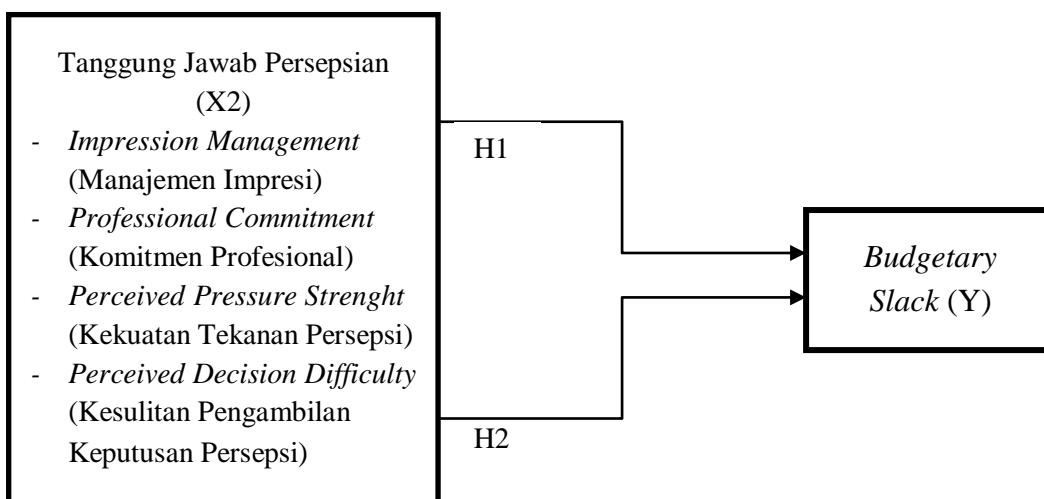 Tanggung Jawab Persepsian
(X2)
- Impression Management
(Manajemen Impresi)
- Professional Commitment
(Komitmen Profesional)
- Perceived Pressure Strenght
(Kekuatan Tekanan Persepsi)
- Perceived Decision Difficulty
(Kesulitan Pengambilan
Keputusan Persepsi)
H1
H2
Budgetary
Slack (Y)